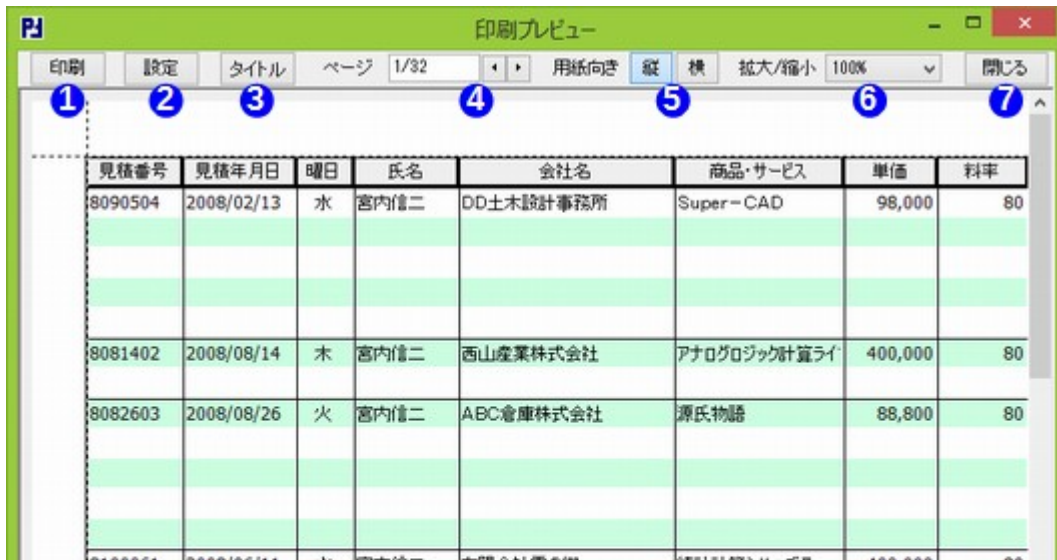 印刷プレビュー
印刷 設定 タイトル ページ 1/32 用紙向き 縦 横 拡大/縮小 100% 閉じる
1 2 3 4 5 6 7
見積番号 見積年月日 曜日 氏名 会社名 商品・サービス 単価 料率
8090504 2008/02/13 水 宮内信二 DD土木設計事務所 Super-CAD 98,000 80
8081402 2008/08/14 木 宮内信二 西山産業株式会社 アナログロジック計算ライ 400,000 80
8082603 2008/08/26 火 宮内信二 ABC倉庫株式会社 源氏物語 88,800 80